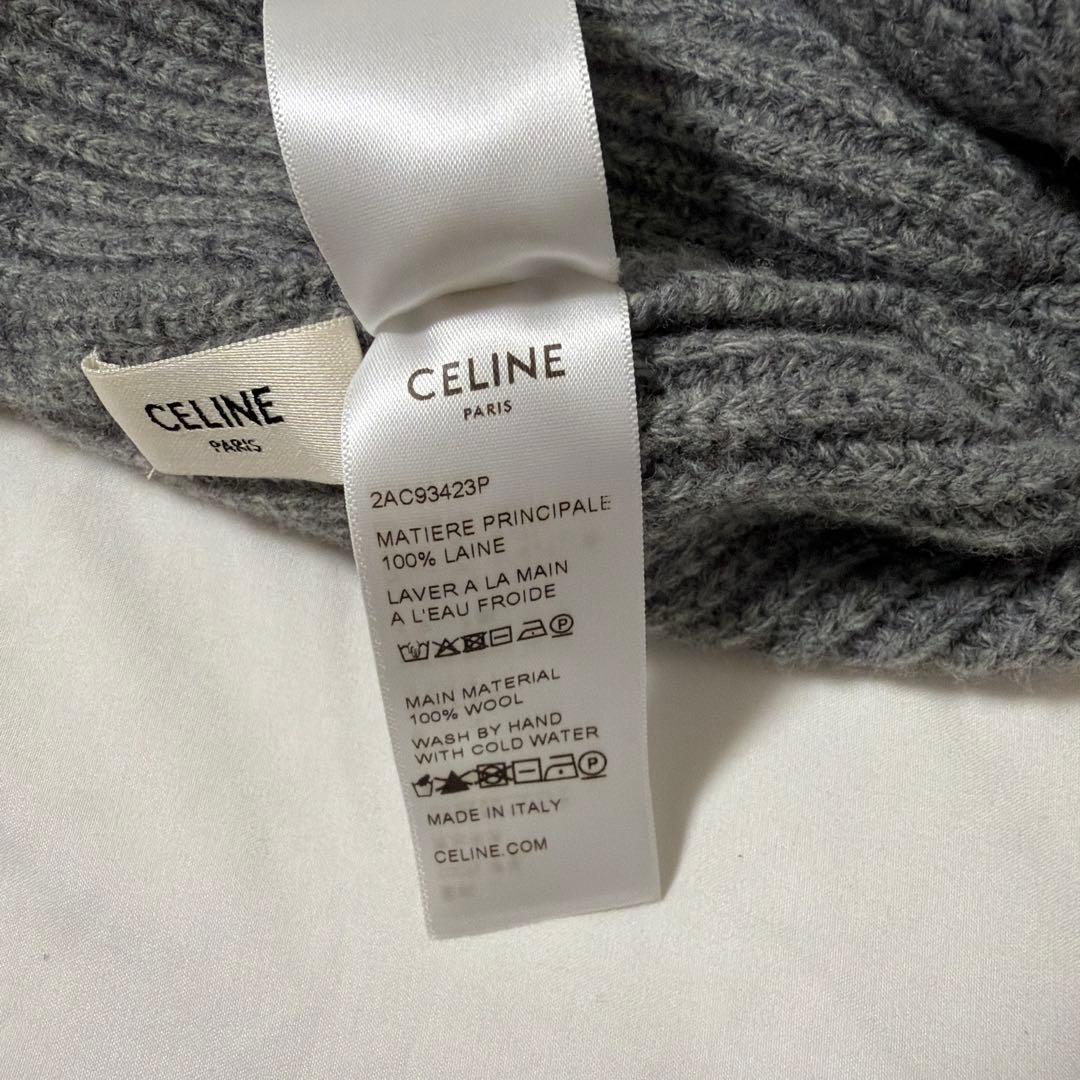 CELINE
PARIS
CELINE
PARIS
2AC93423P
MATIERE PRINCIPALE
100% LAINE
LAVER A LA MAIN
A L'EAU FROIDE
P
MAIN MATERIAL
100% WOOL
WASH BY HAND
WITH COLD WATER
P
MADE IN ITALY
CELINE.COM